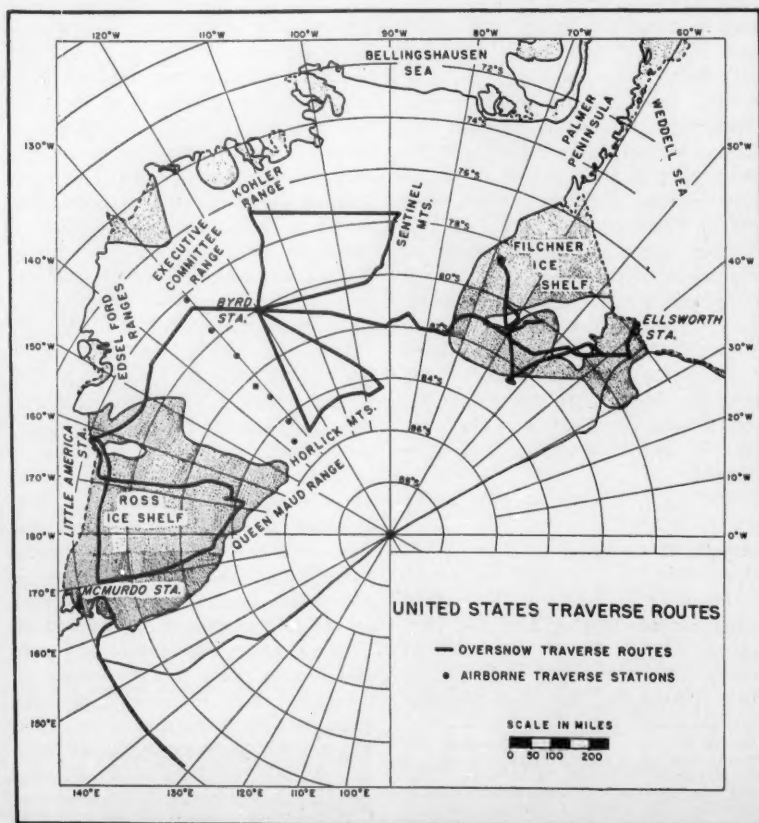 120°W
110°W
100°W
90°W
80°W
70°W
60°W
BELLINGSHAUSEN
SEA
72°S
74°S
76°S
78°S
80°S
82°
84°S
86°S
88°S
PALMER
PENINSULA
WEDDELL SEA
130°W
140°W
150°W
160°W
170°W
180°W
170°E
160°E
150°E
50°W
40°W
30°W
20°W
10°W
0°W
KOHLER
RANGE
SENTINEL
MTS.
EXECUTIVE
COMMITTEE
RANGE
FILCHNER
ICE
SHELF
BYRD
STA.
EDSEL FORD
RANGES
ELLSWORTH
STA.
HORLICK MTS.
QUEEN MAUD RANGE
LITTLE AMERICA
STA.
ROSS
ICE SHELF
MCMURDO STA.
UNITED STATES TRAVERSE ROUTES
OVERSNOW TRAVERSE ROUTES
AIRBORNE TRAVERSE STATIONS
SCALE IN MILES
0 50 100 200
140°E
130°E
120°E
110°E
100°E